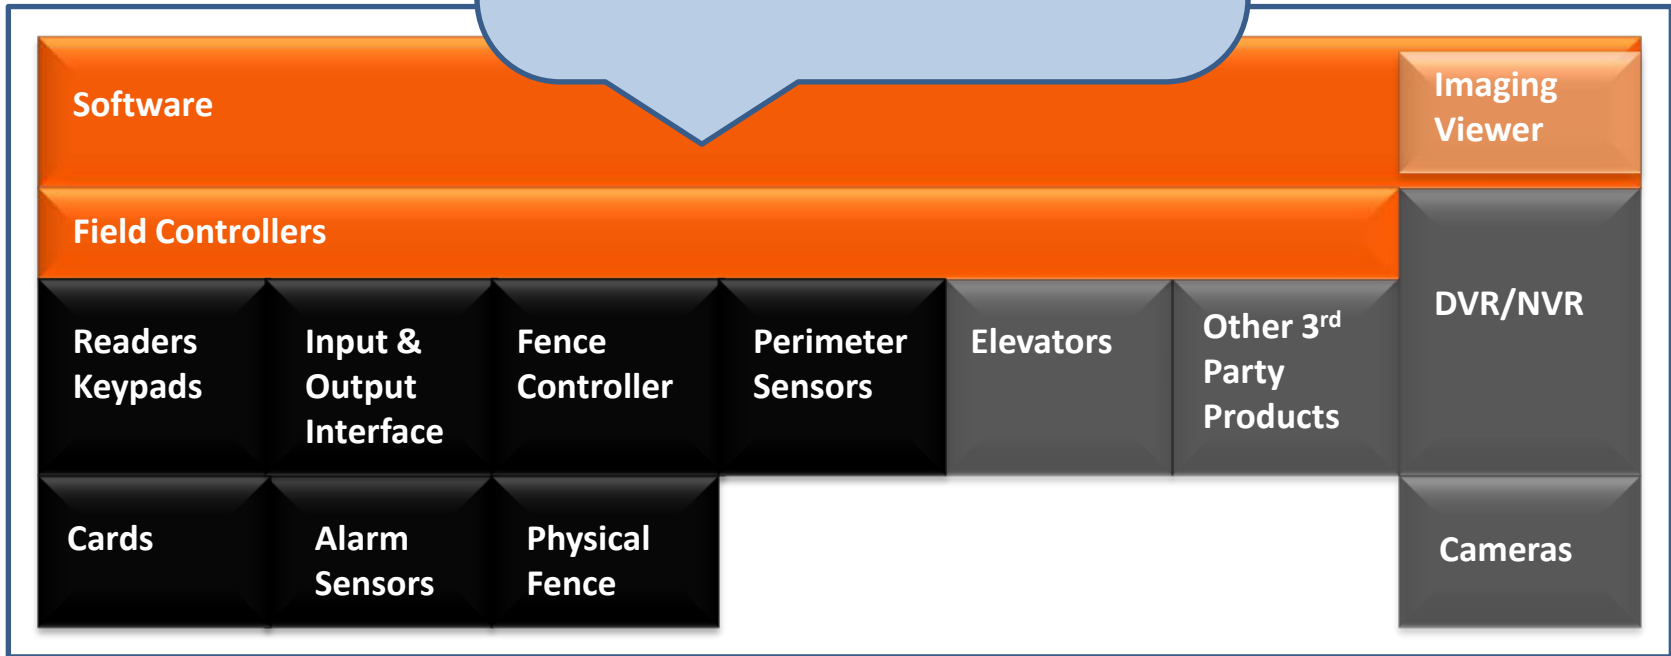 Software
Imaging
Viewer
Field Controllers
Readers
Keypads
Input &
Output
Interface
Fence
Controller
Perimeter
Sensors
Elevators
Other 3rd
Party
Products
DVR/NVR
Cards
Alarm
Sensors
Physical
Fence
Cameras